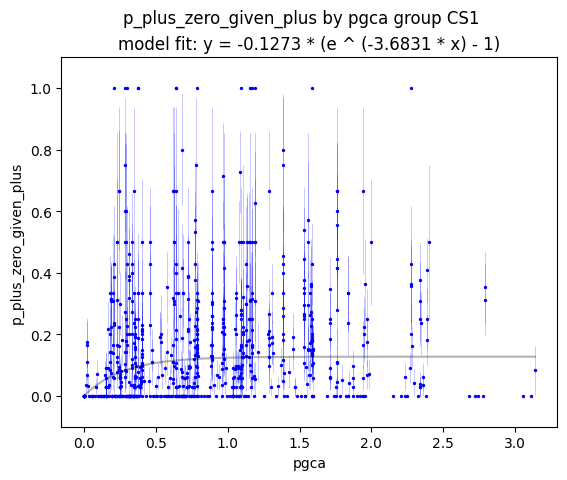 p_plus_zero_given_plus by pgca group CS1
model fit: y = -0.1273 * (e ^ (-3.6831 * x) - 1)
1.0
0.8
0.6
0.4
0.2
0.0
p_plus_zero_given_plus
0.0 0.5 1.0 1.5 2.0 2.5 3.0
pgca